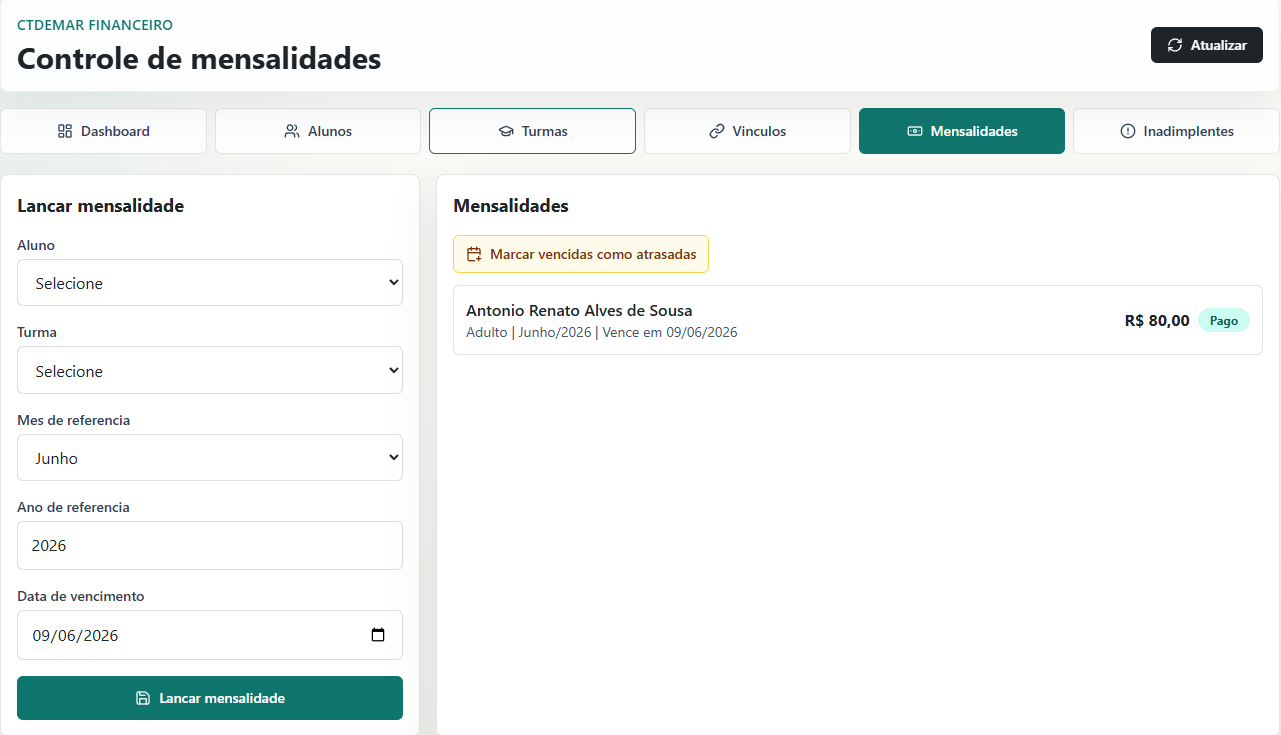 CTDEMAR FINANCEIRO
Controle de mensalidades
Atualizar
Dashboard
Alunos
Turmas
Vinculos
Mensalidades
Inadimplentes
Lancar mensalidade
Aluno
Selecione
Turma
Selecione
Mes de referencia
Junho
Ano de referencia
2026
Data de vencimento
09/06/2026
Lancar mensalidade
Mensalidades
Marcar vencidas como atrasadas
Antonio Renato Alves de Sousa
Adulto | Junho/2026 | Vence em 09/06/2026
R$ 80,00
Pago